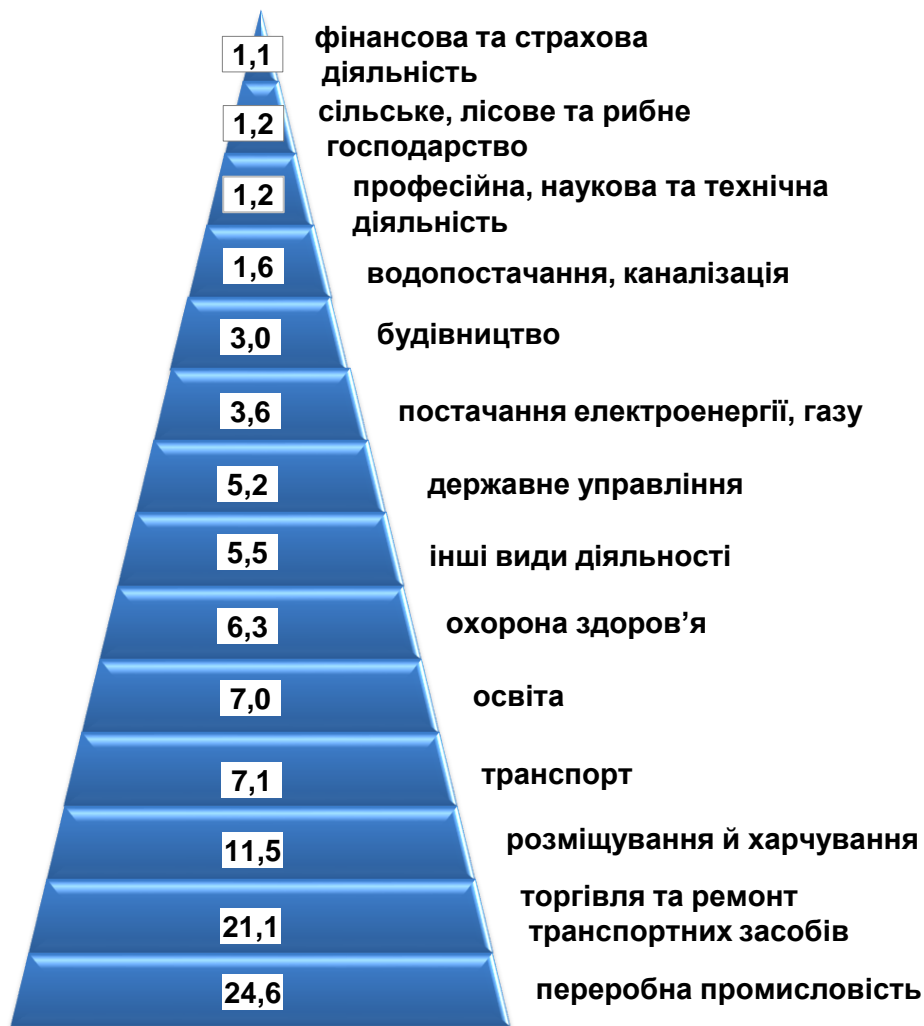 1,1
фінансова та страхова
діяльність
1,2
сільське, лісове та рибне
господарство
1,2
професійна, наукова та технічна
діяльність
1,6
водопостачання, каналізація
3,0
будівництво
3,6
постачання електроенергії, газу
5,2
державне управління
5,5
інші види діяльності
6,3
охорона здоров’я
7,0
освіта
7,1
транспорт
11,5
розміщування й харчування
21,1
торгівля та ремонт
транспортних засобів
24,6
переробна промисловість